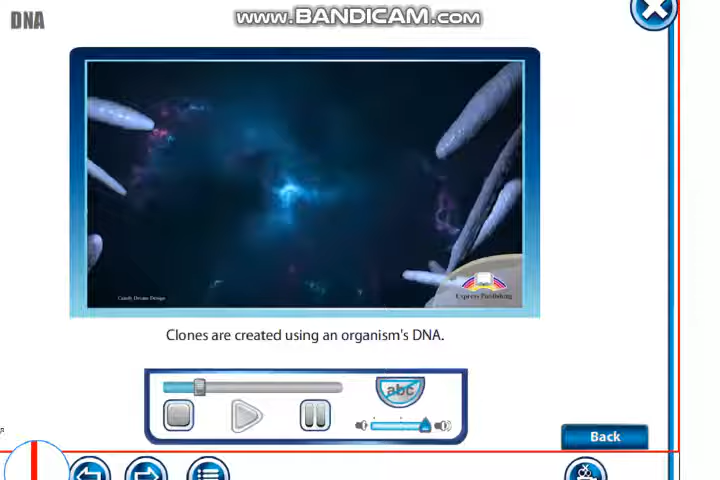 DNA
www.BANDICAM.com
Candy Dreams Design
Express Publishing
Clones are created using an organism's DNA.
abc
Back